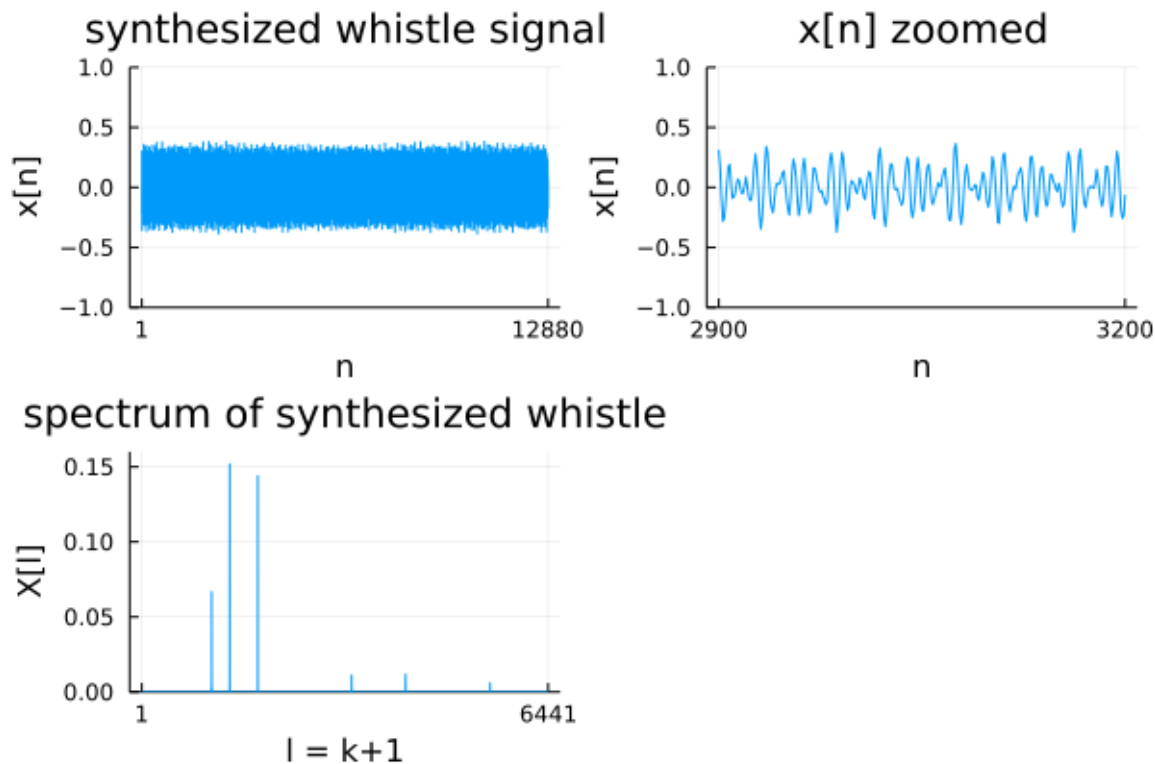 synthesized whistle signal
x[n] zoomed
1.0
0.5
0.0
−0.5
−1.0
x[n]
1
12880
n
1.0
0.5
0.0
−0.5
−1.0
x[n]
2900
3200
n
spectrum of synthesized whistle
0.15
0.10
0.05
0.00
X[l]
1
6441
l = k+1